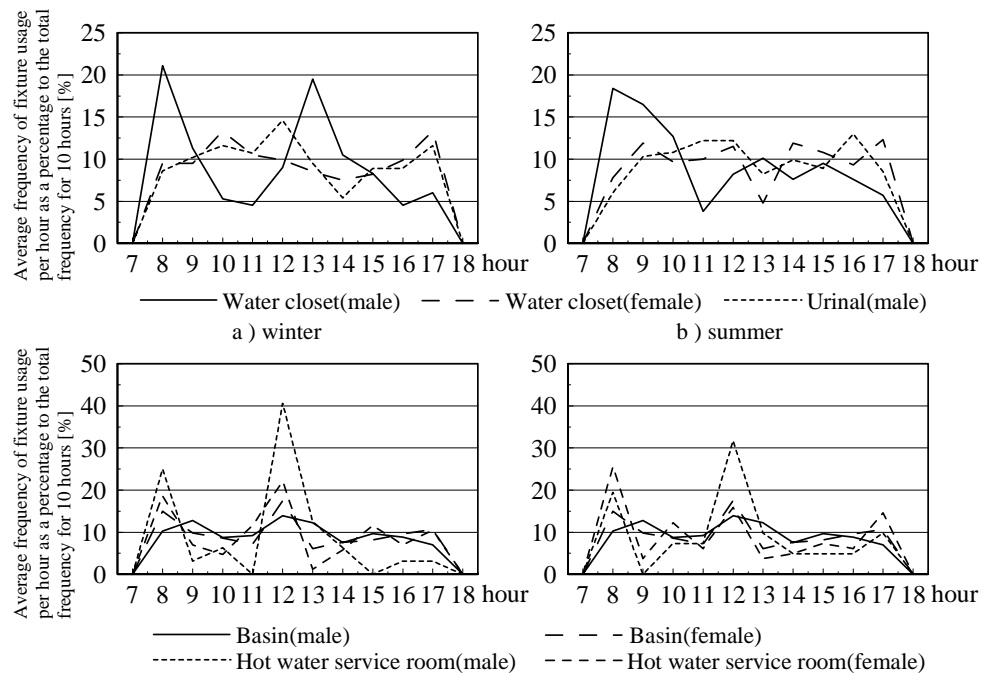 Average frequency of fixture usage
per hour as percentage to the total
frequency for 10 hours [%]
25
20
15
10
5
0
7 8 9 10 11 12 13 14 15 16 17 18 hour
25
20
15
10
5
0
7 8 9 10 11 12 13 14 15 16 17 18 hour
Water closet(male) Water closet(female) Urinal(male)
a ) winter
b ) summer
Average frequency of fixture usage
per hour as percentage to the total
frequency for 10 hours [%]
50
40
30
20
10
0
7 8 9 10 11 12 13 14 15 16 17 18 hour
50
40
30
20
10
0
7 8 9 10 11 12 13 14 15 16 17 18 hour
Basin(male) Basin(female)
Hot water service room(male) Hot water service room(female)